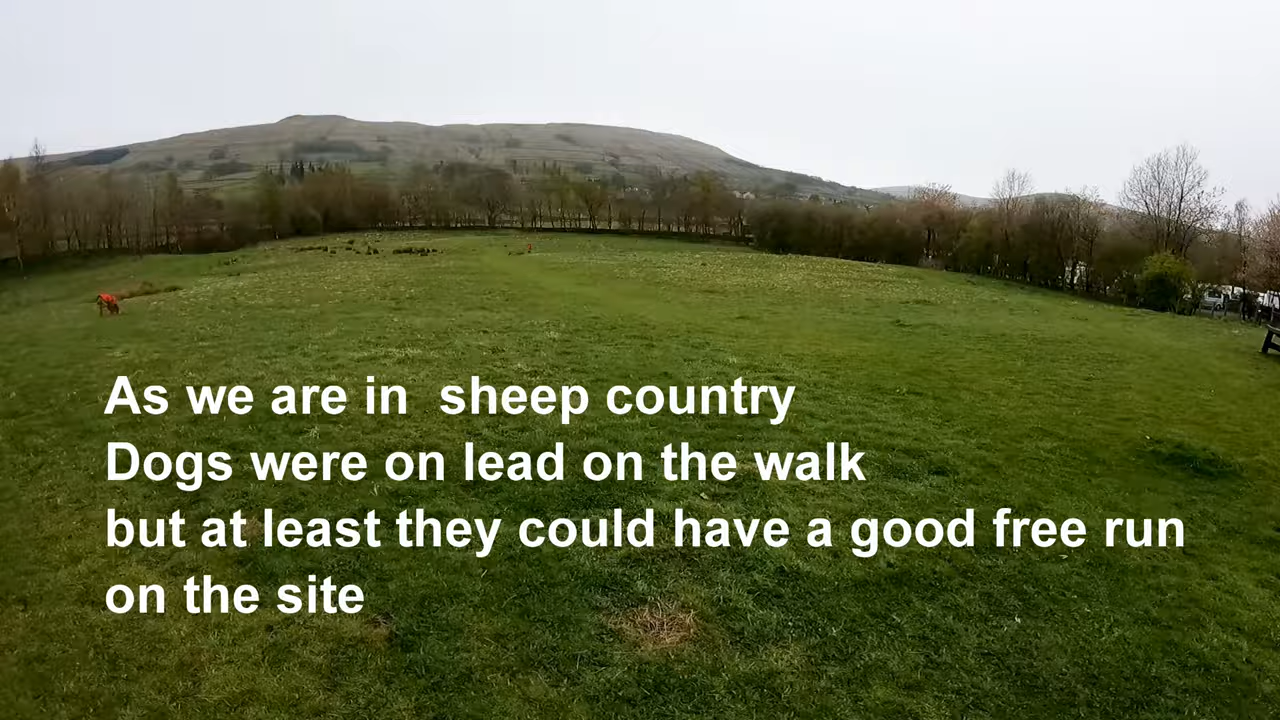 As we are in  sheep country
Dogs were on lead on the walk
but at least they could have a good free run
on the site